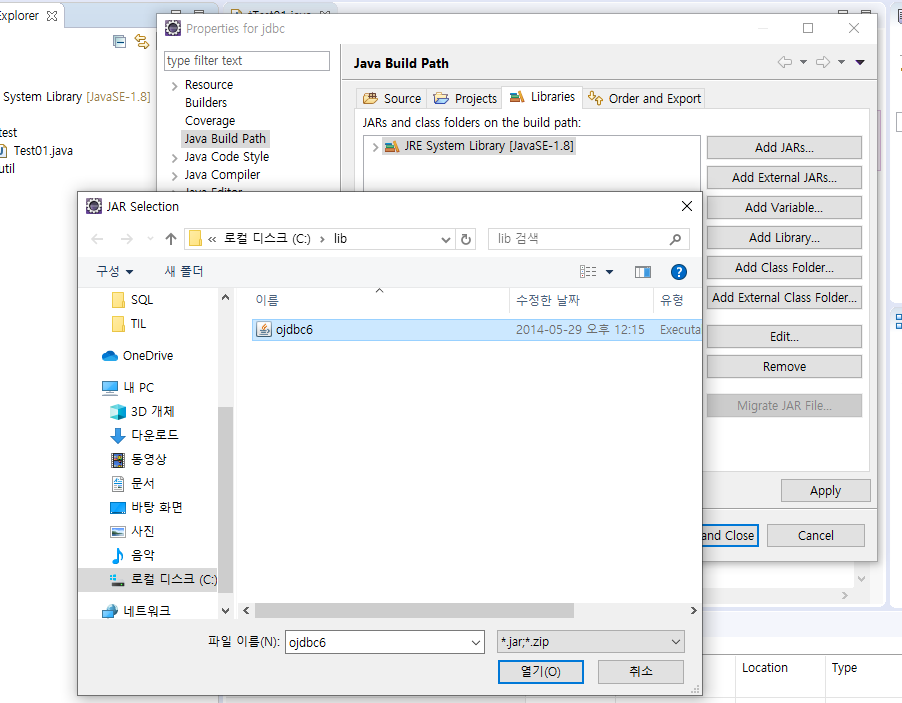 xplorer
*Test01.java
System Library [JavaSE-1.8]
test
Test01.java
util
Properties for jdbc
type filter text
Resource
Builders
Coverage
Java Build Path
Java Code Style
Java Compiler
Java Editor
Java Build Path
Source
Projects
Libraries
Order and Export
JARs and class folders on the build path:
JRE System Library [JavaSE-1.8]
Add JARs...
Add External JARs...
Add Variable...
Add Library...
Add Class Folder...
Add External Class Folder...
Edit...
Remove
Migrate JAR File...
Apply
and Close
Cancel
JAR Selection
« 로컬 디스크 (C:) › lib
lib 검색
구성
새 폴더
SQL
TIL
OneDrive
내 PC
3D 개체
다운로드
동영상
문서
바탕 화면
사진
음악
로컬 디스크 (C:)
네트워크
이름
수정한 날짜
유형
ojdbc6
2014-05-29 오후 12:15
Executa
파일 이름(N):
ojdbc6
*.jar;*.zip
열기(O)
취소
Location
Type